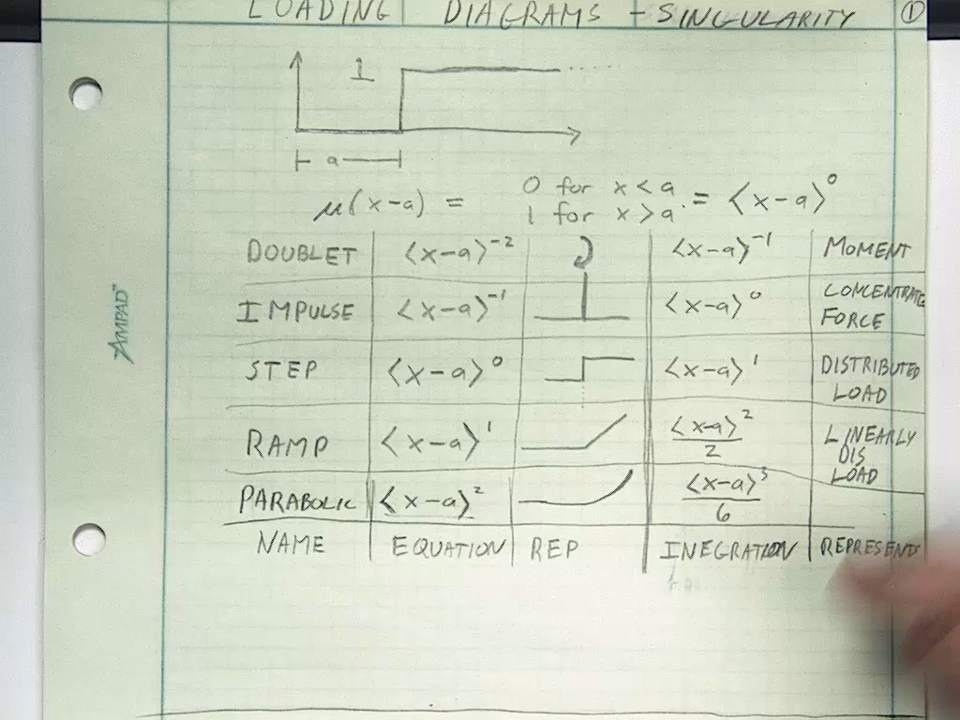 LOADING DIAGRAMS - SINGULARITY 1
1
a
μ(x-a) = 0 for x < a = ⟨x-a⟩⁰
1 for x > a
DOUBLET ⟨x-a⟩⁻² ⟨x-a⟩⁻¹ MOMENT
IMPULSE ⟨x-a⟩⁻¹ ⟨x-a⟩⁰ CONCENTRATE FORCE
STEP ⟨x-a⟩⁰ ⟨x-a⟩¹ DISTRIBUTED LOAD
RAMP ⟨x-a⟩¹ ⟨x-a⟩²/2 LINEARLY DIS LOAD
PARABOLIC ⟨x-a⟩² ⟨x-a⟩³/6
NAME EQUATION REP INEGRATION REPRESENTS
AMPAD™